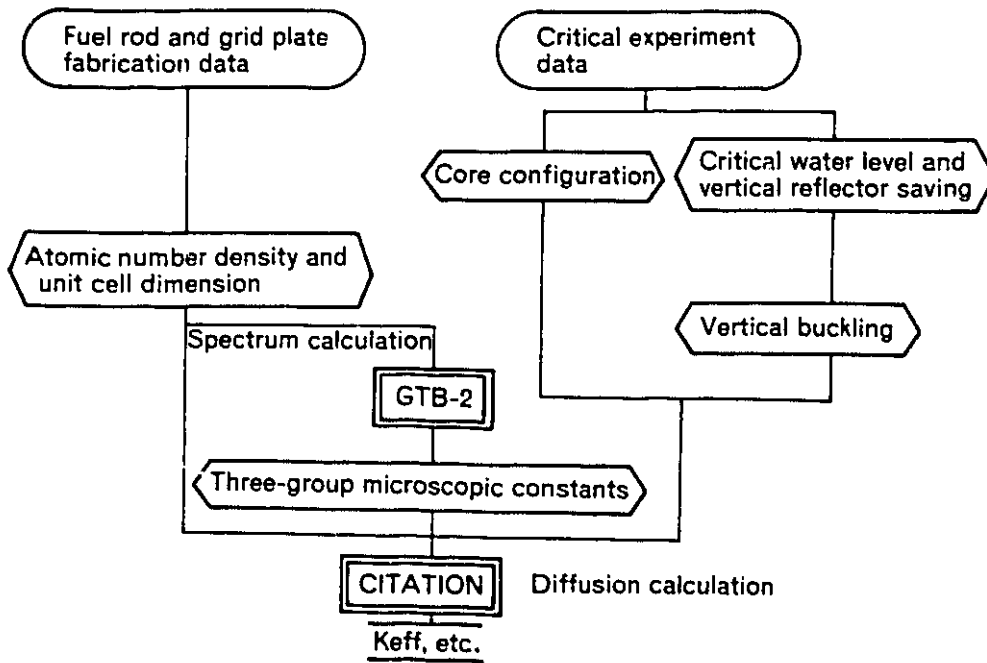 Fuel rod and grid plate
fabrication data
Critical experiment
data
Core configuration
Critical water level and
vertical reflector saving
Atomic number density and
unit cell dimension
Vertical buckling
Spectrum calculation
GTB-2
Three-group microscopic constants
CITATION
Diffusion calculation
Keff, etc.